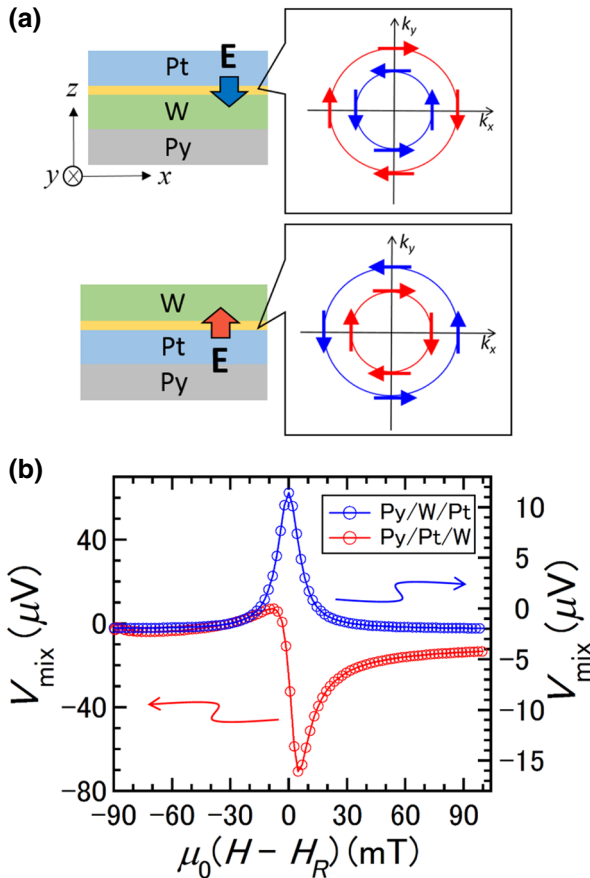 (a)
Pt
E
W
Py
z
y
x
k_y
k_x
W
Pt
E
Py
k_y
k_x
(b)
Py/W/Pt
Py/Pt/W
40
0
−40
−80
V_mix (μV)
10
5
0
−5
−10
−15
V_mix (μV)
−90 −60 −30 0 30 60 90
μ₀(H − H_R) (mT)